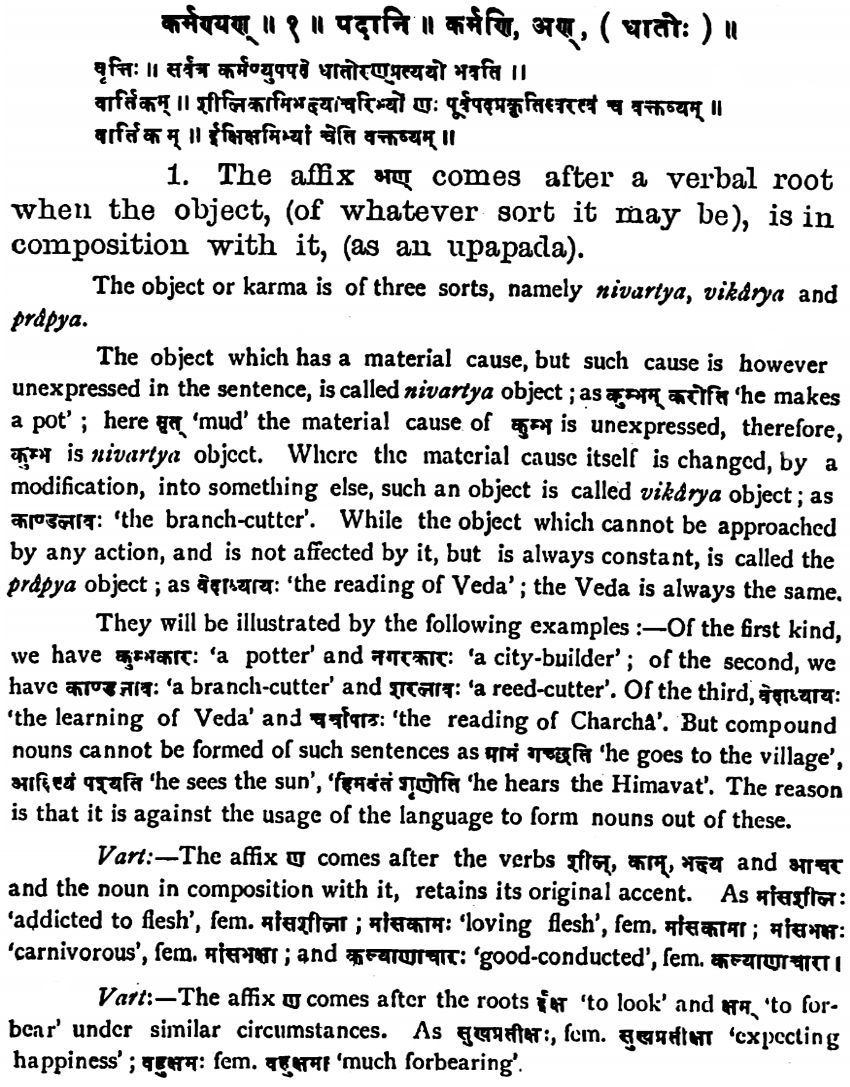 कर्मण्यण् ॥ १ ॥ पदानि ॥ कर्मणि, अण्, ( धातोः ) ॥
वृत्तिः ॥ सर्वत्र कर्मण्युपपदे धातोरण्प्रत्ययो भवति ॥
वार्तिकम् ॥ शीलिकामिभक्ष्याचरिभ्यो णः पूर्वपदप्रकृतिस्वरत्वं च वक्तव्यम् ॥
वार्तिकम् ॥ ईक्षिक्षमिभ्यां चेति वक्तव्यम् ॥
1. The affix अण् comes after a verbal root
when the object, (of whatever sort it may be), is in
composition with it, (as an upapada).
The object or karma is of three sorts, namely nivartya, vikârya and
prâpya.
The object which has a material cause, but such cause is however
unexpressed in the sentence, is called nivartya object ; as कुम्भम् करोति 'he makes
a pot' ; here मृत् 'mud' the material cause of कुम्भ is unexpressed, therefore,
कुम्भ is nivartya object. Where the material cause itself is changed, by a
modification, into something else, such an object is called vikârya object ; as
काण्डलावः 'the branch-cutter'. While the object which cannot be approached
by any action, and is not affected by it, but is always constant, is called the
prâpya object ; as वेदाध्यायः 'the reading of Veda' ; the Veda is always the same.
They will be illustrated by the following examples :—Of the first kind,
we have कुम्भकारः 'a potter' and नगरकारः 'a city-builder' ; of the second, we
have काण्डलावः 'a branch-cutter' and शरलावः 'a reed-cutter'. Of the third, वेदाध्यायः
'the learning of Veda' and चर्चापाठः 'the reading of Charchâ'. But compound
nouns cannot be formed of such sentences as ग्रामं गच्छति 'he goes to the village',
आदित्यं पश्यति 'he sees the sun', 'हिमवंतं शृणोति 'he hears the Himavat'. The reason
is that it is against the usage of the language to form nouns out of these.
Vart:—The affix ण comes after the verbs शील्, काम्, भक्ष्य and आचर
and the noun in composition with it, retains its original accent. As मांसशीलः
'addicted to flesh', fem. मांसशीला ; मांसकामः 'loving flesh', fem. मांसकामा ; मांसभक्षः
'carnivorous', fem. मांसभक्षा ; and कल्याणाचारः 'good-conducted', fem. कल्याणाचारा।
Vart:—The affix ण comes after the roots ईक्ष 'to look' and क्षम् 'to for-
bear' under similar circumstances. As सुखप्रतीक्षः, fem. सुखप्रतीक्षा 'expecting
happiness' ; बहुक्षमः fem. बहुक्षमा 'much forbearing'.